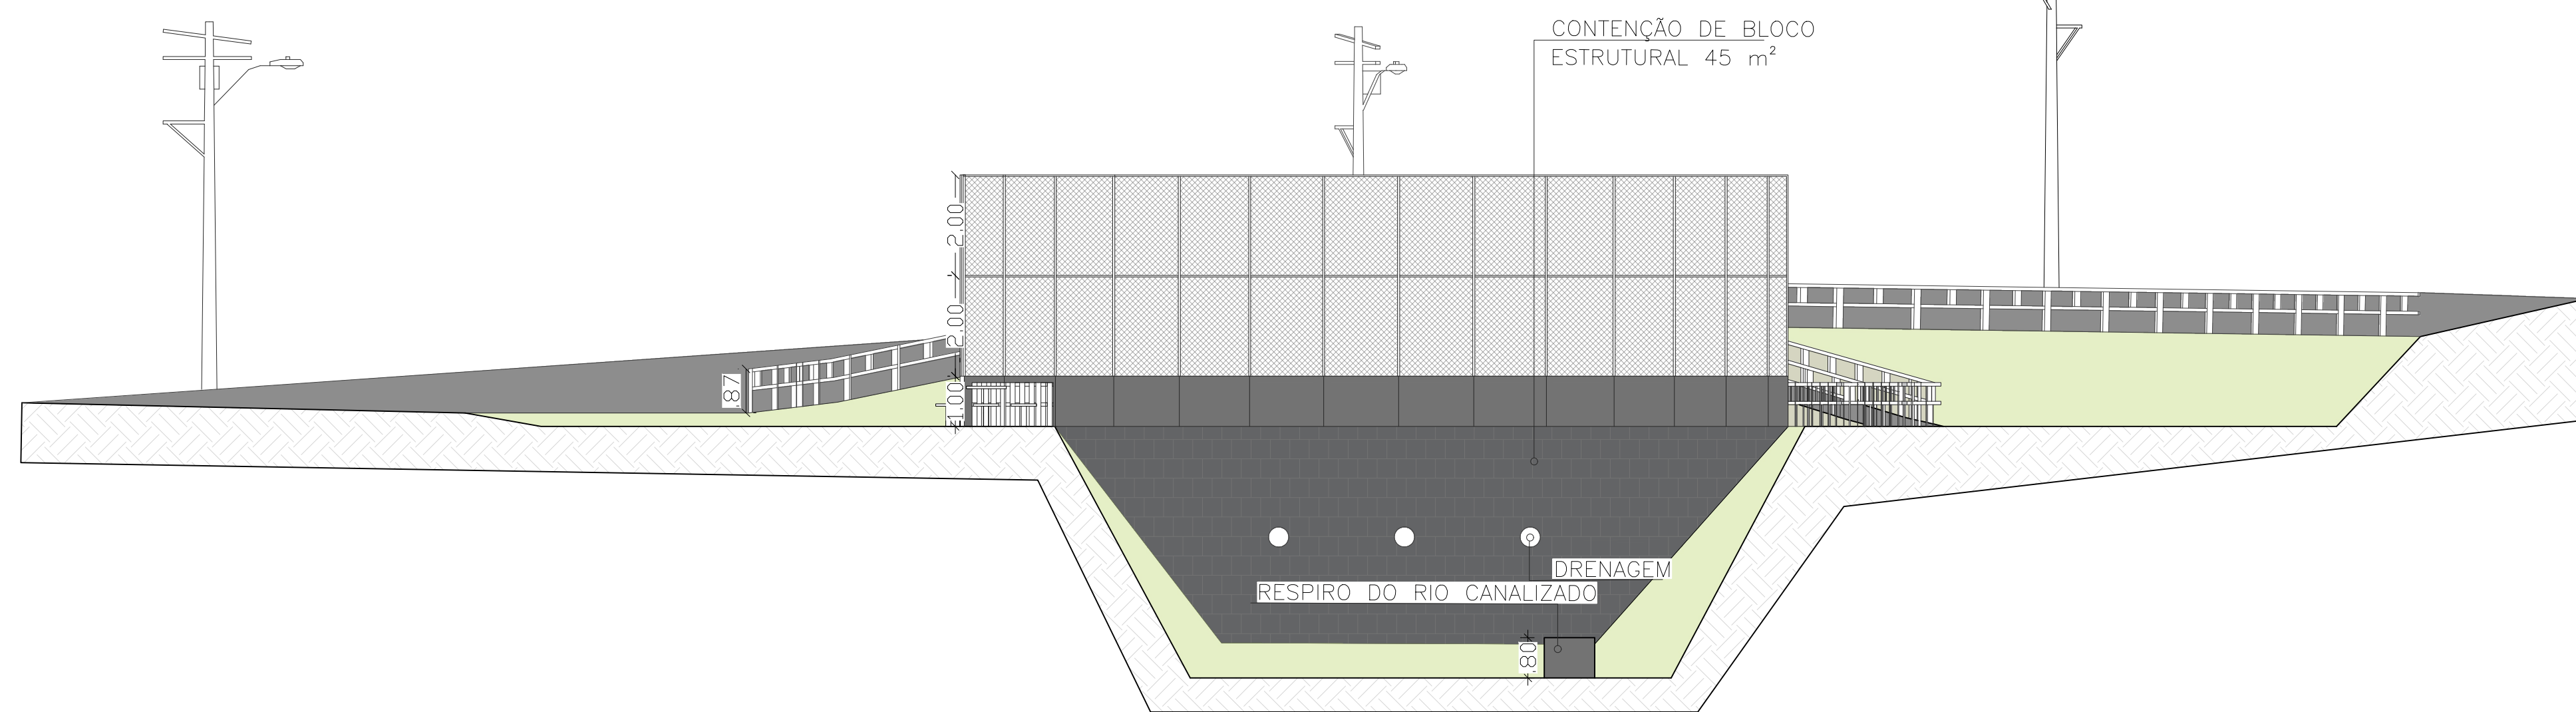 CONTENÇÃO DE BLOCO
ESTRUTURAL 45 m²
2,00
2,00
1,00
,87
DRENAGEM
RESPIRO DO RIO CANALIZADO
,80